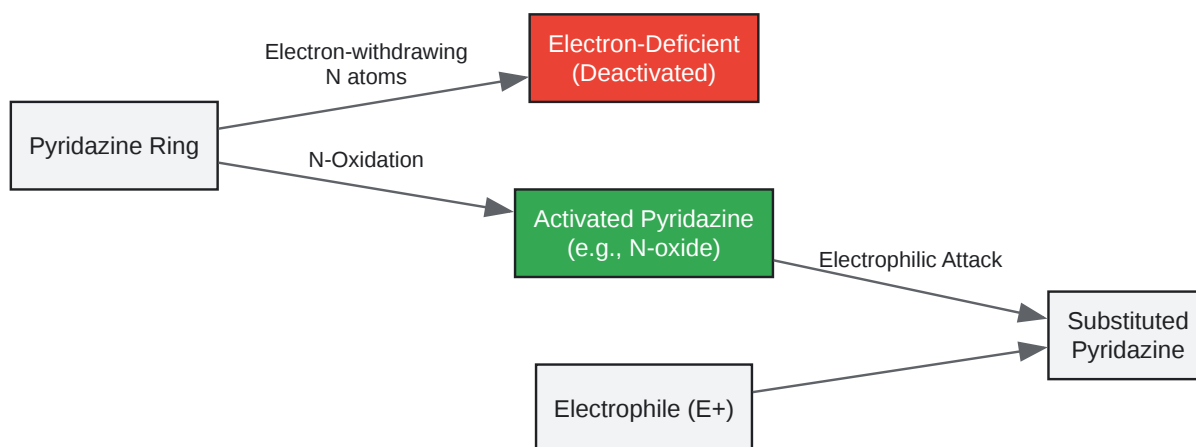 Electron-withdrawing
N atoms
Electron-Deficient
(Deactivated)
Pyridazine Ring
N-Oxidation
Activated Pyridazine
(e.g., N-oxide)
Electrophilic Attack
Substituted
Pyridazine
Electrophile (E+)